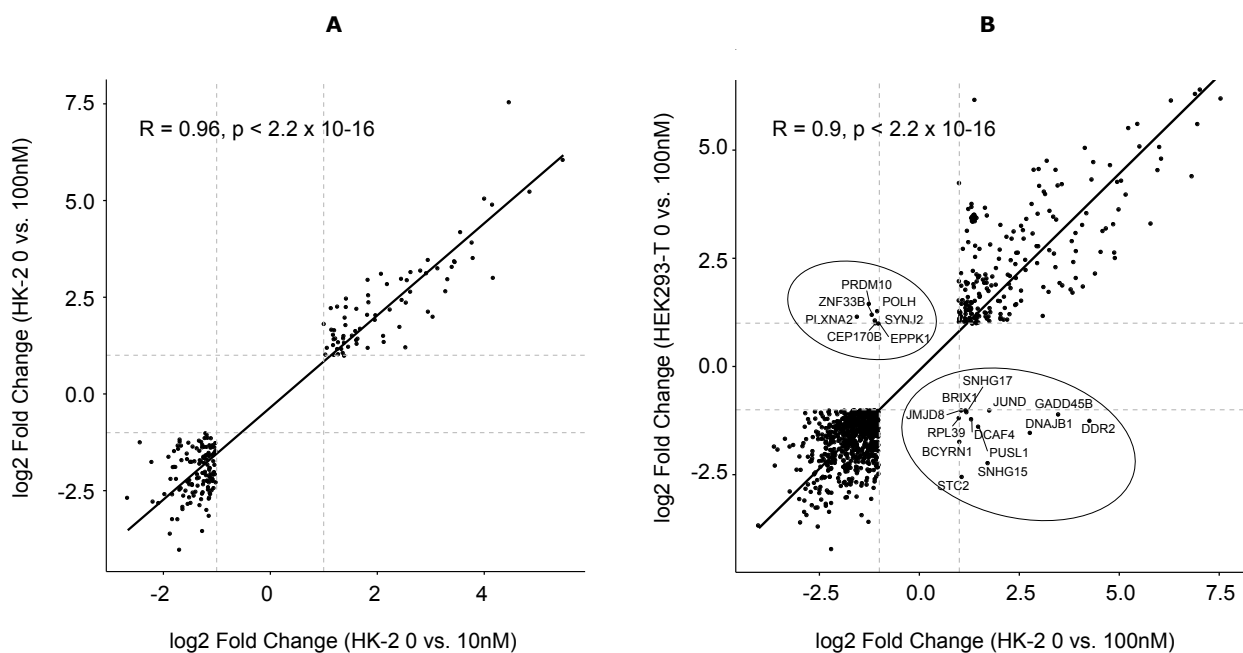 A
R = 0.96, p < 2.2 x 10-16
log2 Fold Change (HK-2 0 vs. 100nM)
7.5
5.0
2.5
0.0
-2.5
-2
0
2
4
log2 Fold Change (HK-2 0 vs. 10nM)
B
R = 0.9, p < 2.2 x 10-16
log2 Fold Change (HEK293-T 0 vs. 100nM)
5.0
2.5
0.0
-2.5
PRDM10
ZNF33B
POLH
PLXNA2
SYNJ2
CEP170B
EPPK1
SNHG17
BRIX1
JUND
GADD45B
JMJD8
RPL39
DCAF4
DNAJB1
DDR2
BCYRN1
PUSL1
SNHG15
STC2
-2.5
0.0
2.5
5.0
7.5
log2 Fold Change (HK-2 0 vs. 100nM)